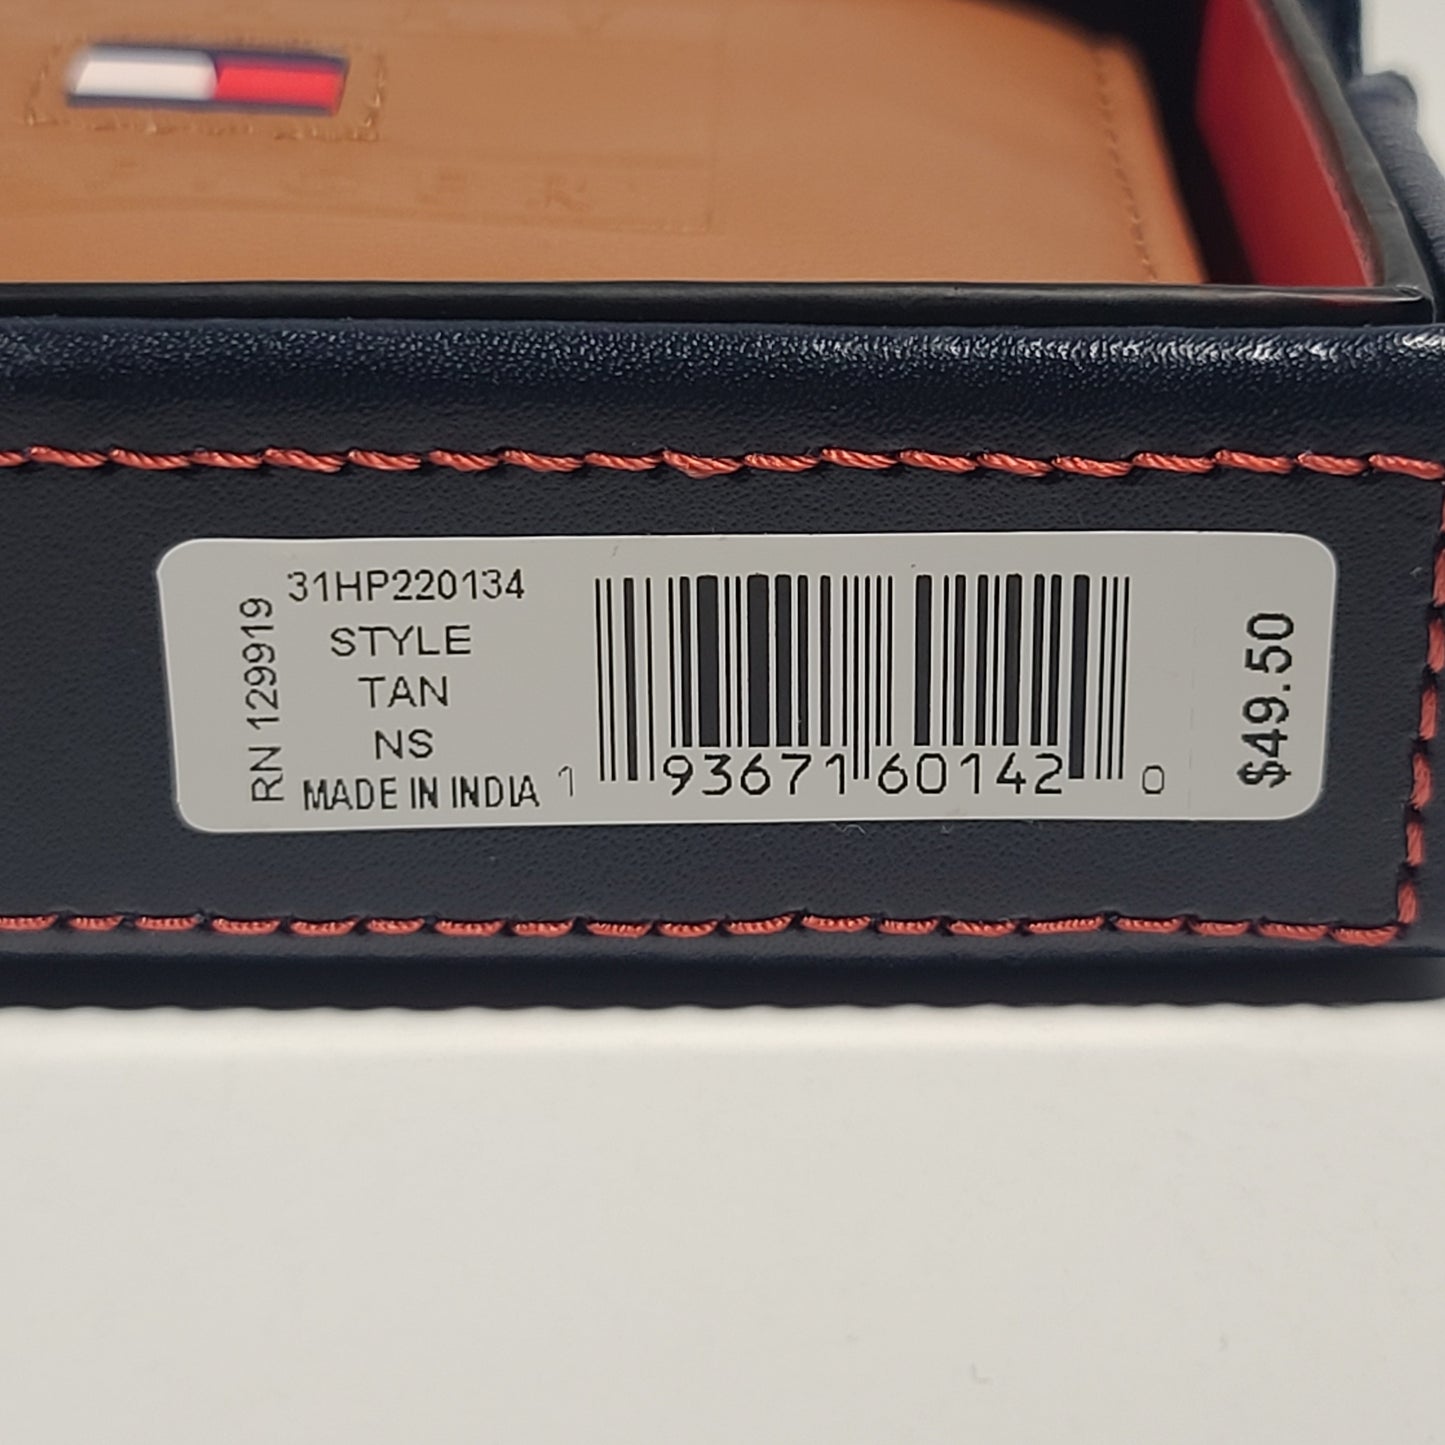 RN 129919
31HP220134
STYLE
TAN
NS
MADE IN INDIA
1 93671 60142 0
$49.50